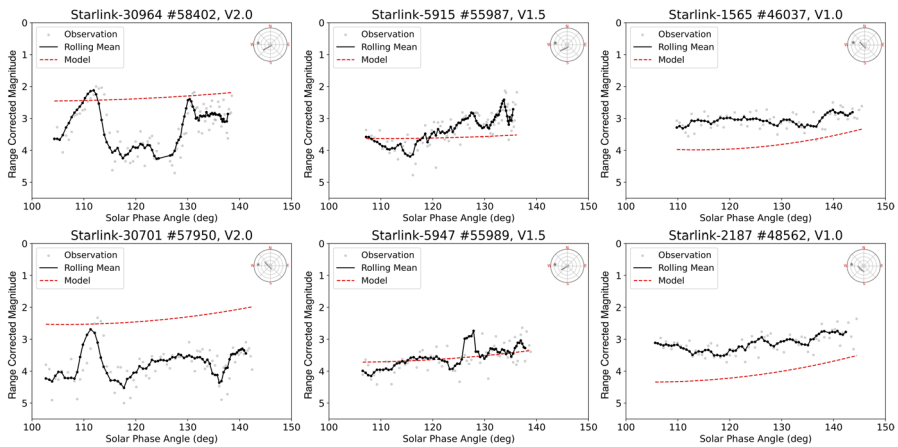 Starlink-30964 #58402, V2.0
Range Corrected Magnitude
0
1
2
3
4
5
Observation
Rolling Mean
Model
N
W
E
S
100
110
120
130
140
150
Solar Phase Angle (deg)
Starlink-5915 #55987, V1.5
Range Corrected Magnitude
0
1
2
3
4
5
Observation
Rolling Mean
Model
N
W
E
S
100
110
120
130
140
150
Solar Phase Angle (deg)
Starlink-1565 #46037, V1.0
Range Corrected Magnitude
0
1
2
3
4
5
Observation
Rolling Mean
Model
N
W
E
S
100
110
120
130
140
150
Solar Phase Angle (deg)
Starlink-30701 #57950, V2.0
Range Corrected Magnitude
0
1
2
3
4
5
Observation
Rolling Mean
Model
N
W
E
S
100
110
120
130
140
150
Solar Phase Angle (deg)
Starlink-5947 #55989, V1.5
Range Corrected Magnitude
0
1
2
3
4
5
Observation
Rolling Mean
Model
N
W
E
S
100
110
120
130
140
150
Solar Phase Angle (deg)
Starlink-2187 #48562, V1.0
Range Corrected Magnitude
0
1
2
3
4
5
Observation
Rolling Mean
Model
N
W
E
S
100
110
120
130
140
150
Solar Phase Angle (deg)